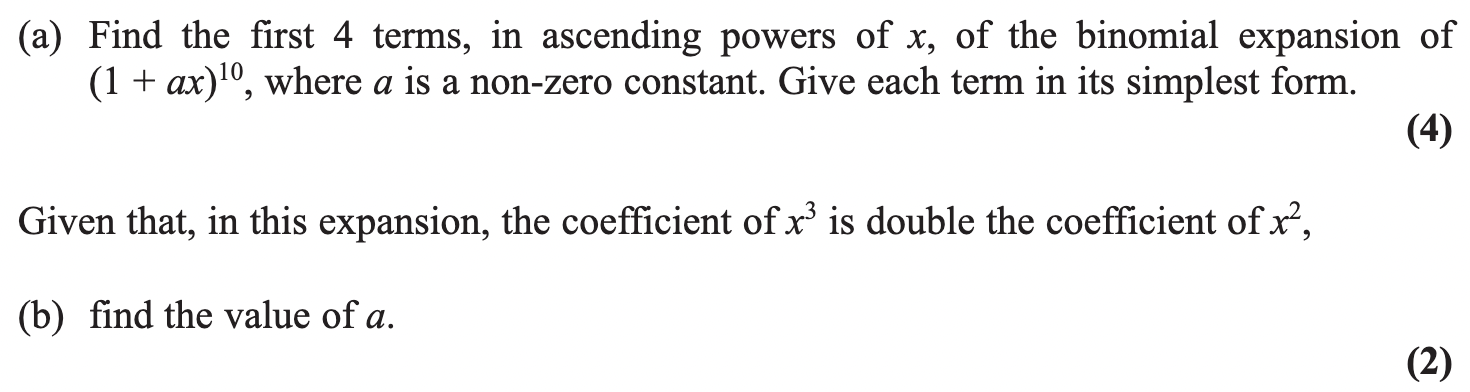 (a) Find the first 4 terms, in ascending powers of x, of the binomial expansion of
(1 + ax)¹⁰, where a is a non-zero constant. Give each term in its simplest form.
(4)
Given that, in this expansion, the coefficient of x³ is double the coefficient of x²,
(b) find the value of a.
(2)